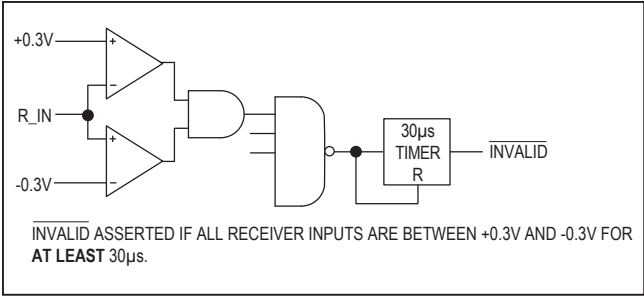 +0.3V
R_IN
-0.3V
30µs
TIMER
R
INVALID
INVALID ASSERTED IF ALL RECEIVER INPUTS ARE BETWEEN +0.3V AND -0.3V FOR
AT LEAST 30µs.